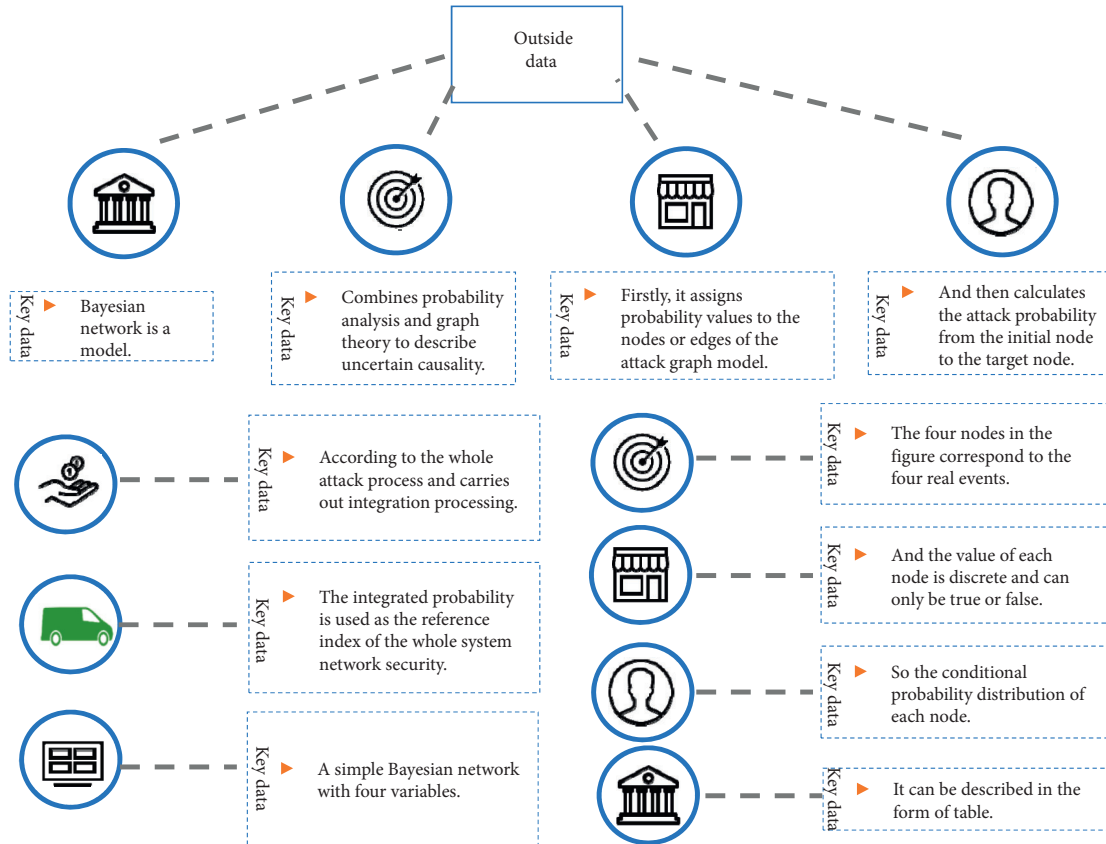 Outside
data
Key data
Bayesian
network is a
model.
Key data
Combines probability
analysis and graph
theory to describe
uncertain causality.
Key data
Firstly, it assigns
probability values to the
nodes or edges of the
attack graph model.
Key data
And then calculates
the attack probability
from the initial node
to the target node.
Key data
According to the whole
attack process and carries
out integration processing.
Key data
The integrated probability
is used as the reference
index of the whole system
network security.
Key data
A simple Bayesian network
with four variables.
Key data
The four nodes in the
figure correspond to the
four real events.
Key data
And the value of each
node is discrete and can
only be true or false.
Key data
So the conditional
probability distribution of
each node.
Key data
It can be described in the
form of table.